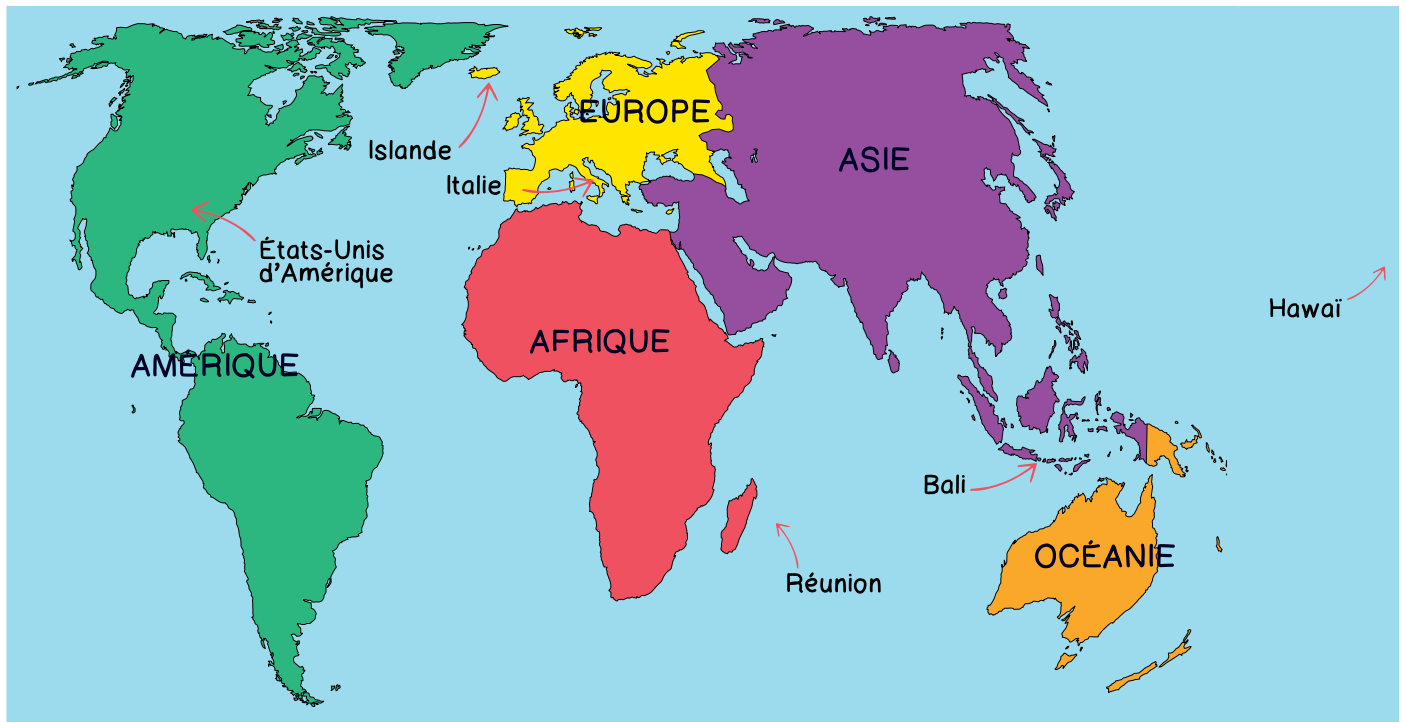 EUROPE
Islande
ASIE
Italie
États-Unis
d'Amérique
Hawaï
AFRIQUE
AMÉRIQUE
Bali
OCÉANIE
Réunion